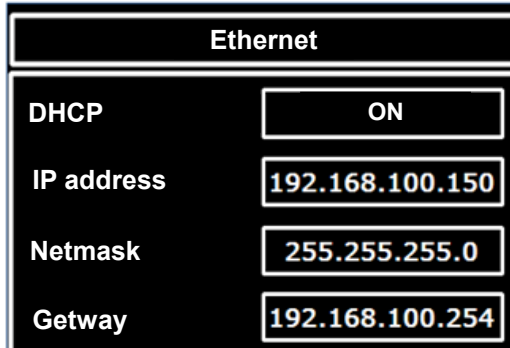 Ethernet
DHCP ON
IP address 192.168.100.150
Netmask 255.255.255.0
Getway 192.168.100.254